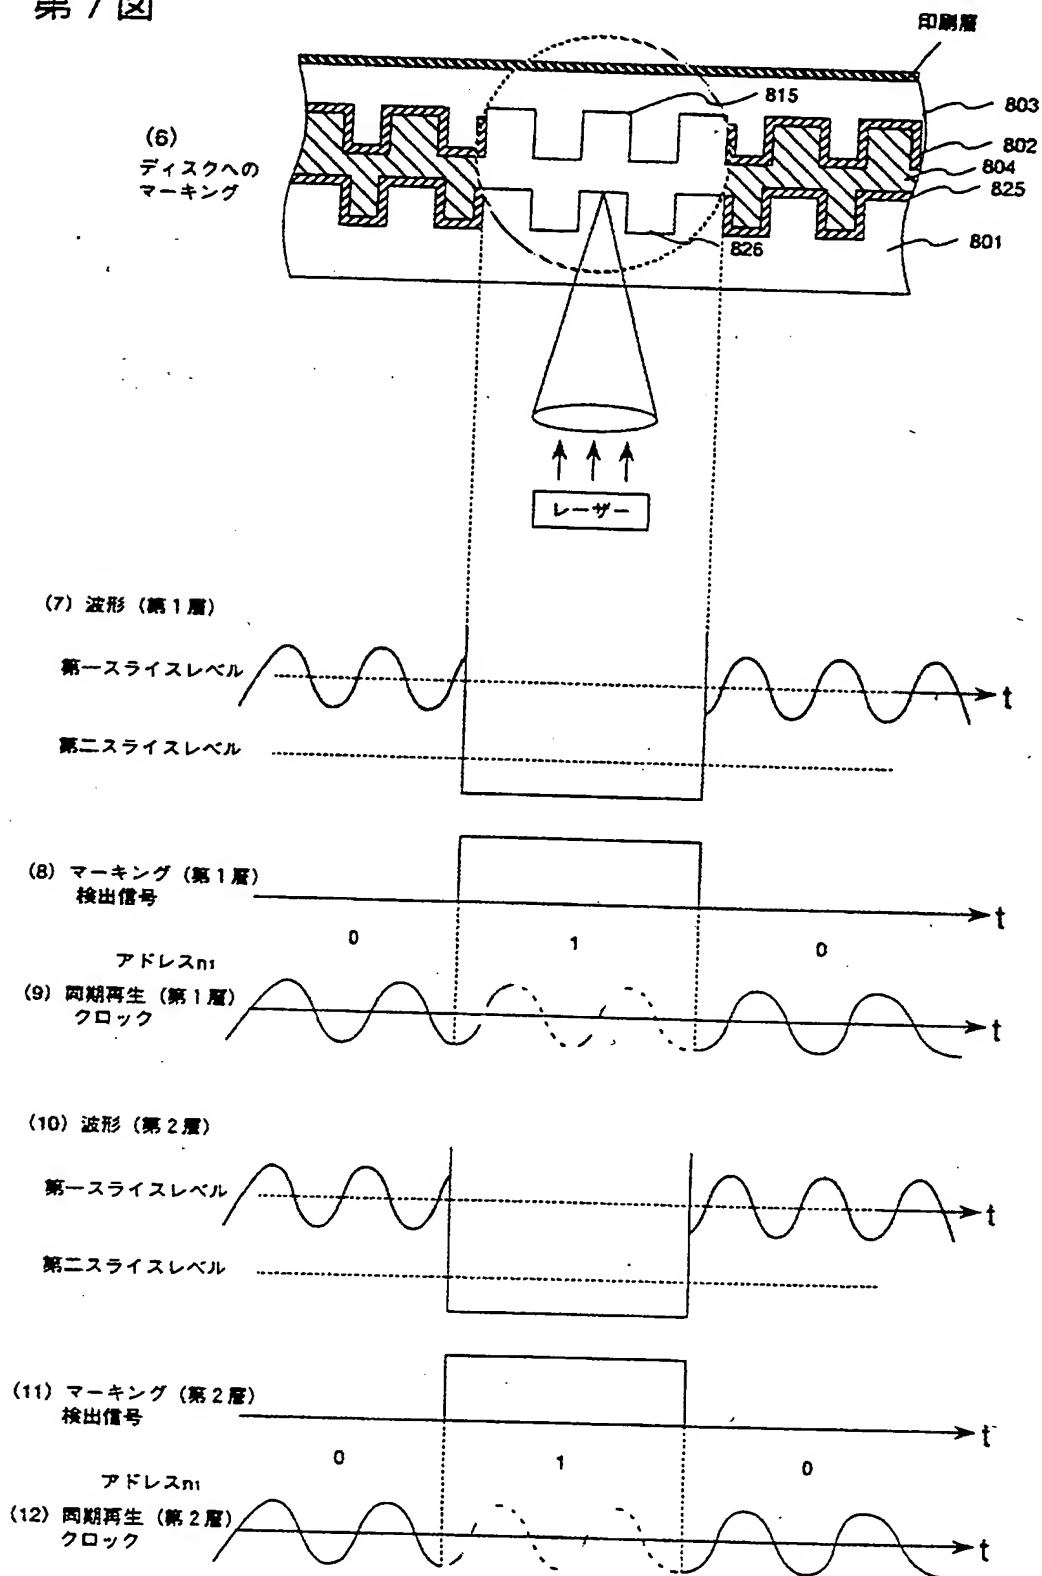 第7図
印刷層
815
803
(6)
ディスクへの
マーキング
802
804
825
826
801
レーザー
(7) 波形 (第1層)
第一スライスレベル
t
第二スライスレベル
(8) マーキング (第1層)
検出信号
t
0
1
0
アドレスn1
(9) 同期再生 (第1層)
クロック
t
(10) 波形 (第2層)
第一スライスレベル
t
第二スライスレベル
(11) マーキング (第2層)
検出信号
t
0
1
0
アドレスn1
(12) 同期再生 (第2層)
クロック
t